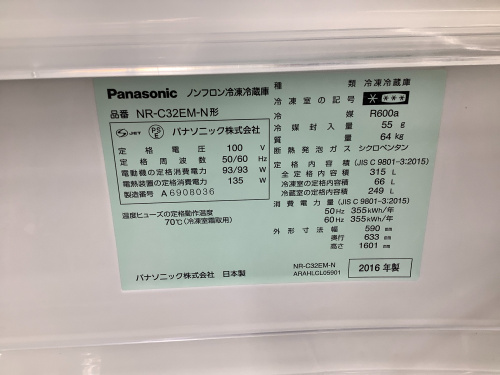 Panasonic ノンフロン冷凍冷蔵庫
品番 NR-C32EM-N形
JET PS E パナソニック株式会社
定格電圧 100 V
定格周波数 50/60 Hz
電動機の定格消費電力 93/93 W
電熱装置の定格消費電力 135 W
A 6908036
温度ヒューズの定格動作温度
70℃(冷凍室霜取用)
パナソニック株式会社 日本製
種類 冷凍冷蔵庫
冷凍室の記号
冷媒 R600a
冷媒封入量 55 g
質量 64 kg
断熱発泡ガス シクロペンタン
定格内容積(JIS C 9801-3:2015)
全定格内容積 315 L
冷凍室の定格内容積 66 L
冷蔵室の定格内容積 249 L
消費電力量(JIS C 9801-3:2015)
50Hz 355kWh/年
60Hz 355kWh/年
外形寸法 幅 590 mm
奥行 633 mm
高さ 1601 mm
NR-C32EM-N
ARAHLCL05901
2016 年製